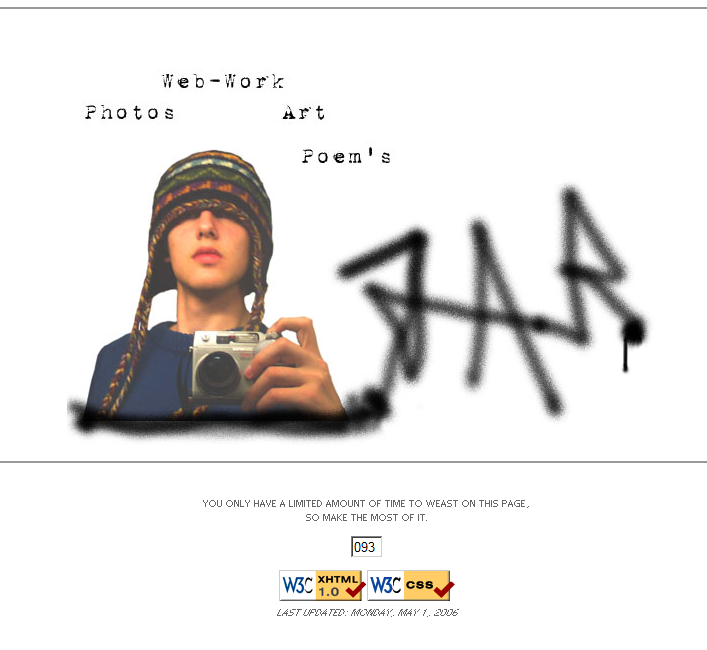 Web-Work
Photos Art
Poem's
JAR
YOU ONLY HAVE A LIMITED AMOUNT OF TIME TO WEAST ON THIS PAGE,
SO MAKE THE MOST OF IT.
093
W3C XHTML 1.0 W3C CSS
LAST UPDATED: MONDAY, MAY 1, 2006